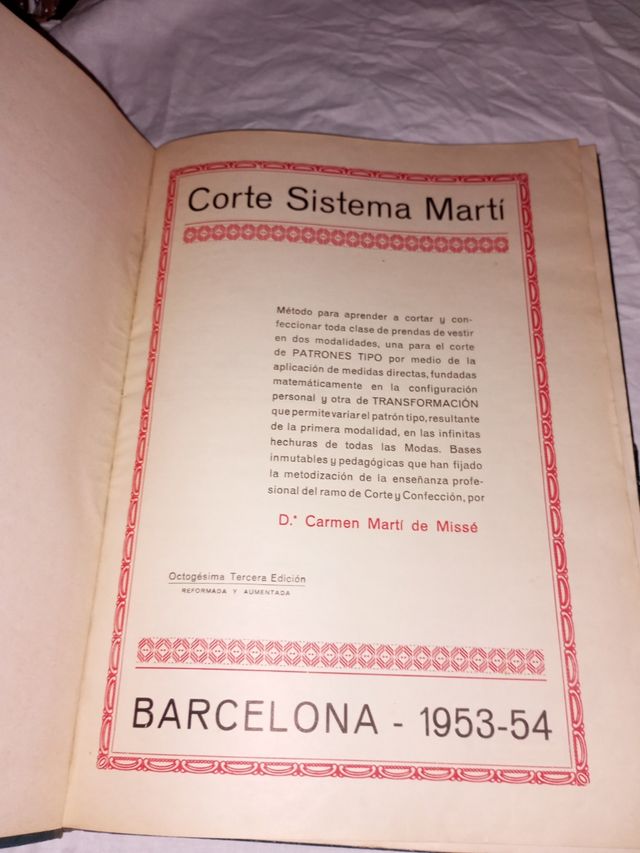 Corte Sistema Martí
Método para aprender a cortar y con-
feccionar toda clase de prendas de vestir
en dos modalidades, una para el corte
de PATRONES TIPO por medio de la
aplicación de medidas directas, fundadas
matemáticamente en la configuración
personal y otra de TRANSFORMACIÓN
que permite variar el patrón tipo, resultante
de la primera modalidad, en las infinitas
hechuras de todas las Modas. Bases
inmutables y pedagógicas que han fijado
la metodización de la enseñanza profe-
sional del ramo de Corte y Confección, por
D.ª Carmen Martí de Missé
Octogésima Tercera Edición
REFORMADA Y AUMENTADA
BARCELONA - 1953-54